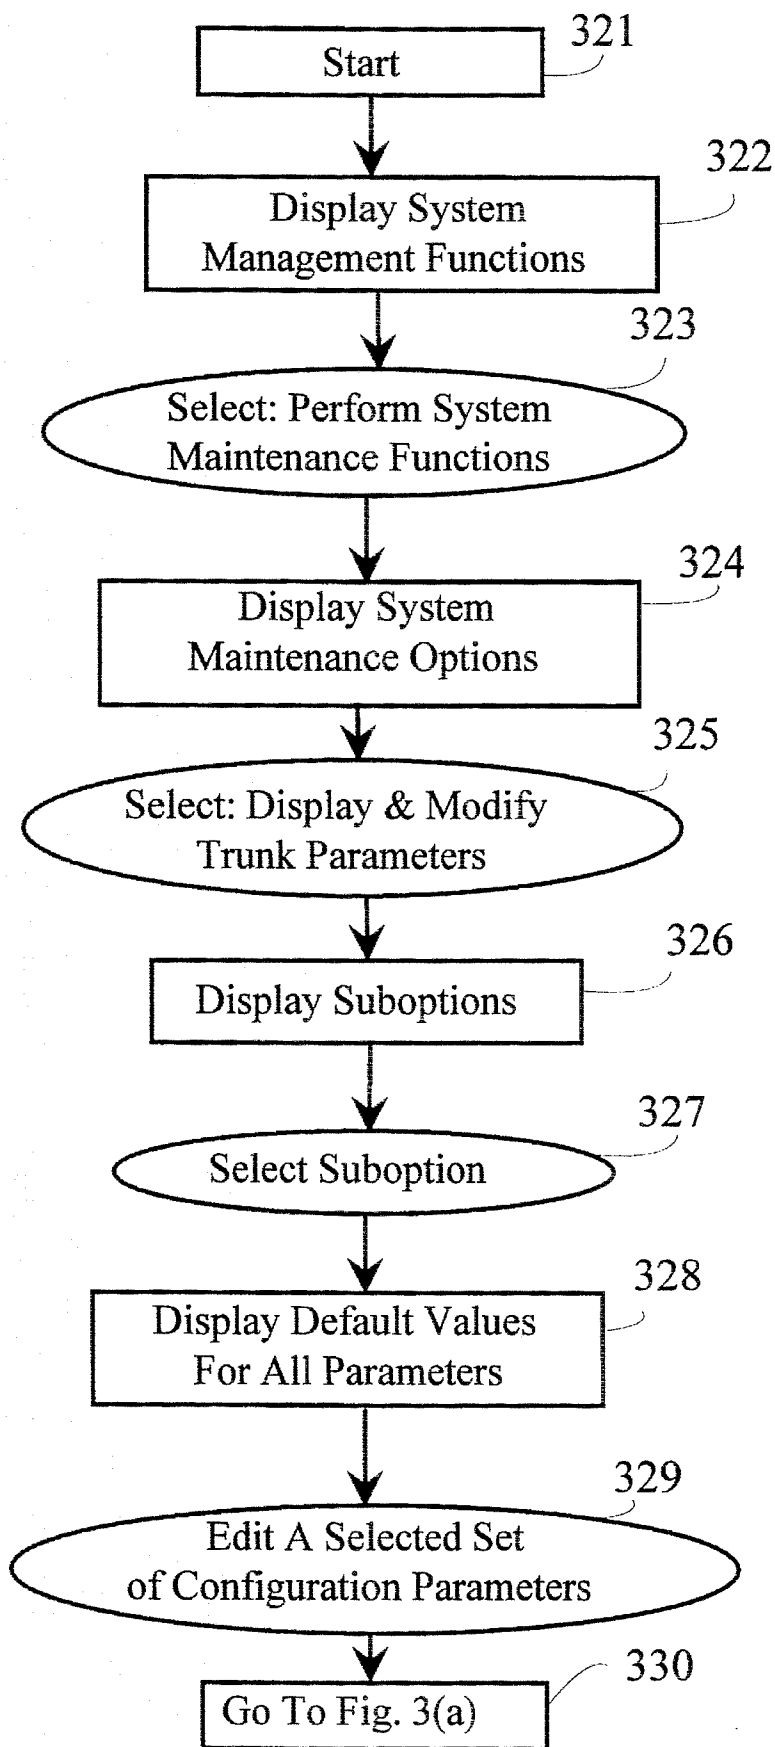 Start
321
Display System
Management Functions
322
Select: Perform System
Maintenance Functions
323
Display System
Maintenance Options
324
Select: Display & Modify
Trunk Parameters
325
Display Suboptions
326
Select Suboption
327
Display Default Values
For All Parameters
328
Edit A Selected Set
of Configuration Parameters
329
Go To Fig. 3(a)
330